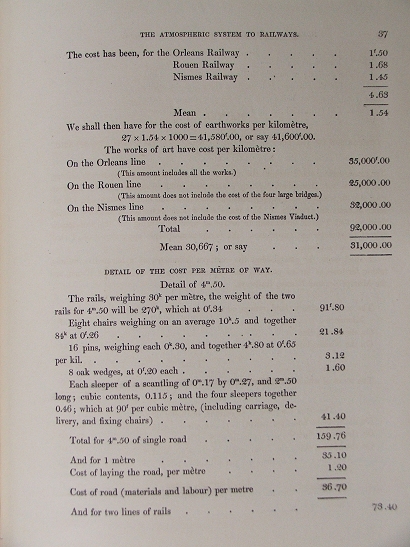 THE ATMOSPHERIC SYSTEM TO RAILWAYS. 37
The cost has been, for the Orleans Railway . . . . . 1f.50
Rouen Railway . . . . . 1.68
Nismes Railway . . . . . 1.45
4.63
Mean . . . . . . . 1.54
We shall then have for the cost of earthworks per kilomètre,
27 × 1.54 × 1000 = 41,580f.00, or say 41,600f.00.
The works of art have cost per kilomètre :
On the Orleans line . . . . . . . 35,000f.00
(This amount includes all the works.)
On the Rouen line . . . . . . . 25,000.00
(This amount does not include the cost of the four large bridges.)
On the Nismes line . . . . . . . 32,000.00
(This amount does not include the cost of the Nismes Viaduct.)
Total . . . . . 92,000.00
Mean 30,667 ; or say . . . 31,000.00
DETAIL OF THE COST PER MÈTRE OF WAY.
Detail of 4m.50.
The rails, weighing 30k per mètre, the weight of the two
rails for 4m.50 will be 270k, which at 0f.34 . . . 91f.80
Eight chairs weighing on an average 10k.5 and together
84k at 0f.26 . . . . . . . . 21.84
16 pins, weighing each 0k.30, and together 4k.80 at 0f.65
per kil. . . . . . . . . 3.12
8 oak wedges, at 0f.20 each . . . . . . 1.60
Each sleeper of a scantling of 0m.17 by 0m.27, and 2m.50
long ; cubic contents, 0.115 ; and the four sleepers together
0.46 ; which at 90f per cubic mètre, (including carriage, de-
livery, and fixing chairs) . . . . . . 41.40
Total for 4m.50 of single road . . . . . 159.76
And for 1 mètre . . . . . . 35.10
Cost of laying the road, per mètre . . . . 1.20
Cost of road (materials and labour) per metre . . 36.70
And for two lines of rails . . . . . 73.40